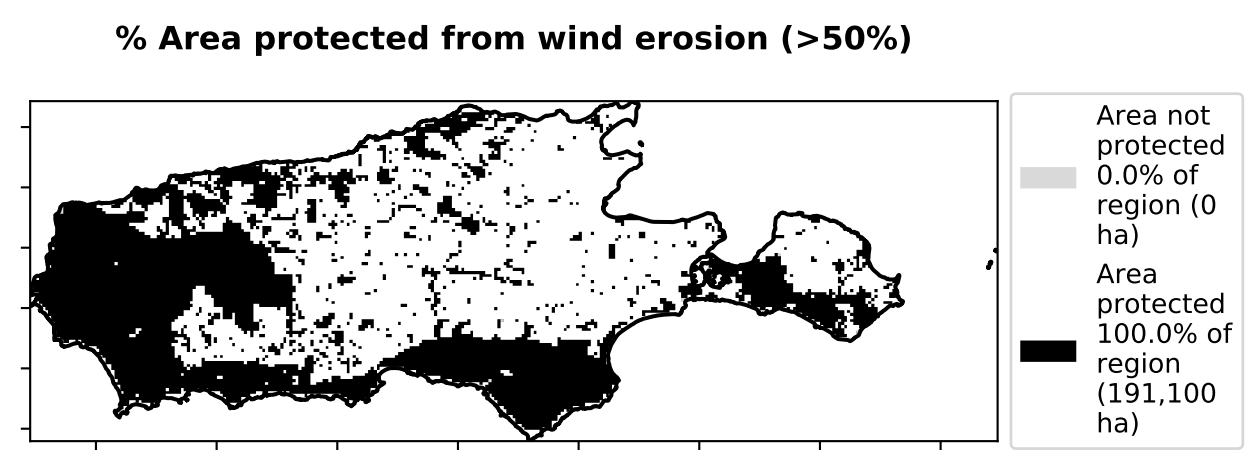 % Area protected from wind erosion (>50%)
Area not
protected
0.0% of
region (0
ha)
Area
protected
100.0% of
region
(191,100
ha)